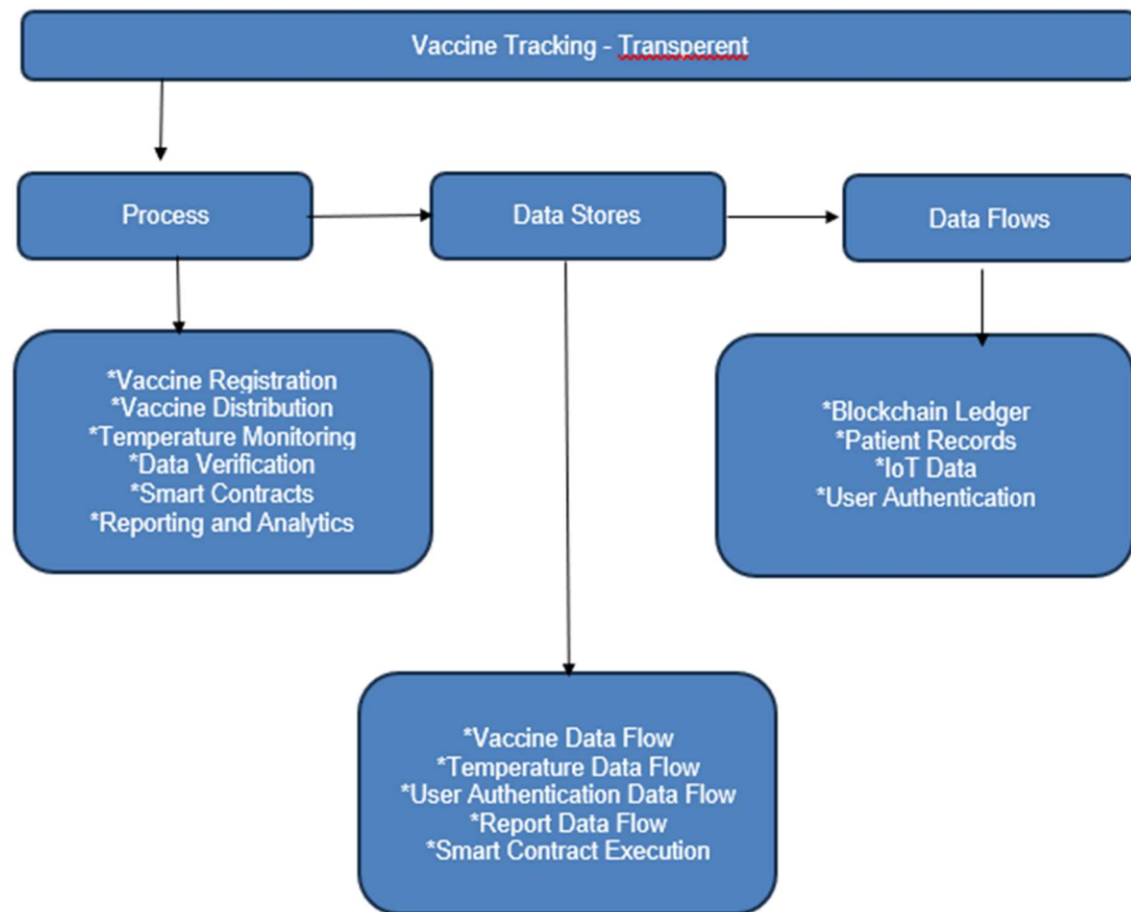 Vaccine Tracking - Transperent
Process
Data Stores
Data Flows
*Vaccine Registration
*Vaccine Distribution
*Temperature Monitoring
*Data Verification
*Smart Contracts
*Reporting and Analytics
*Blockchain Ledger
*Patient Records
*IoT Data
*User Authentication
*Vaccine Data Flow
*Temperature Data Flow
*User Authentication Data Flow
*Report Data Flow
*Smart Contract Execution